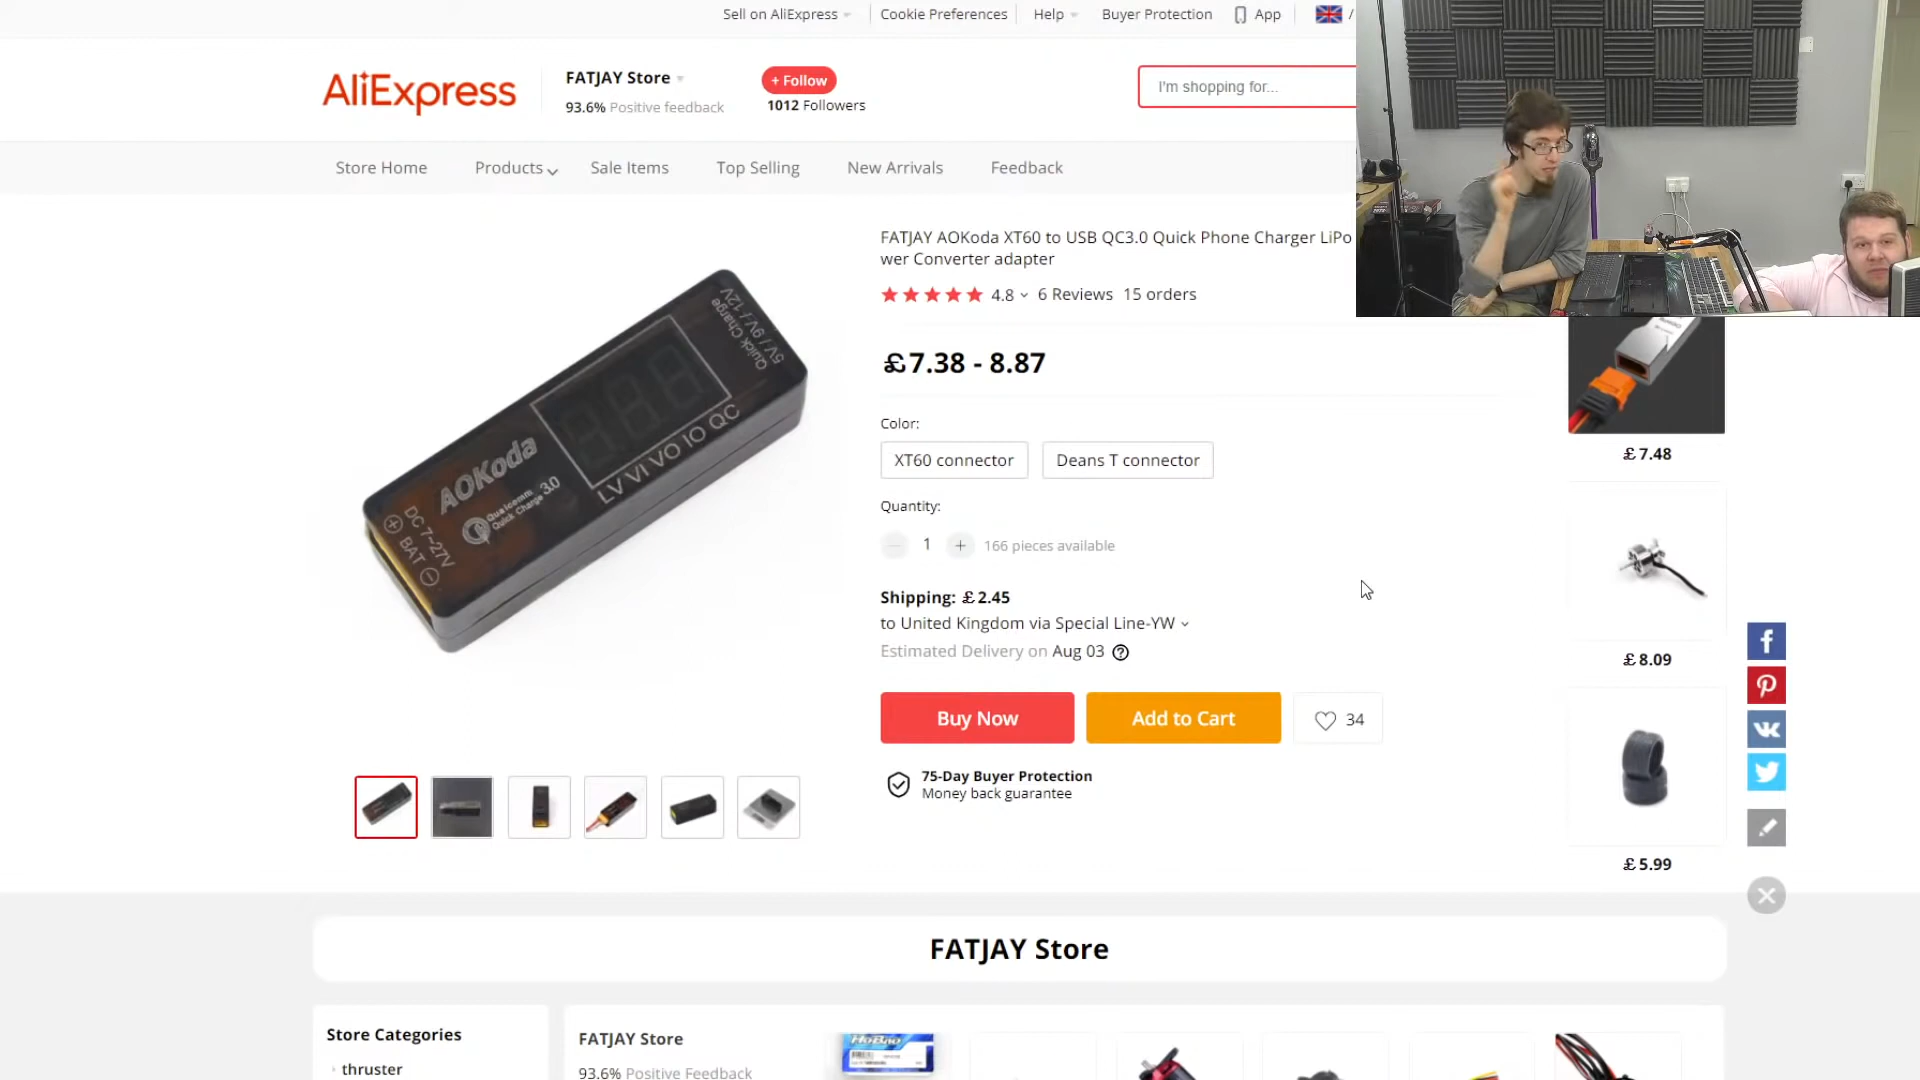 Sell on AliExpress
Cookie Preferences
Help
Buyer Protection
App
/
AliExpress
FATJAY Store
93.6% Positive feedback
+ Follow
1012 Followers
I'm shopping for...
Store Home
Products
Sale Items
Top Selling
New Arrivals
Feedback
FATJAY AOKoda XT60 to USB QC3.0 Quick Phone Charger LiPo
wer Converter adapter
4.8
6 Reviews
15 orders
£7.38 - 8.87
Color:
XT60 connector
Deans T connector
Quantity:
1
+
166 pieces available
Shipping: £ 2.45
to United Kingdom via Special Line-YW
Estimated Delivery on Aug 03
Buy Now
Add to Cart
34
75-Day Buyer Protection
Money back guarantee
Quick Charge
5V / 9V / 12V
LV VI VO IO QC
AOKoda
Qualcomm
Quick Charge 3.0
DC 7~27V
BAT
£ 7.48
£ 8.09
£ 5.99
FATJAY Store
Store Categories
thruster
FATJAY Store
93.6% Positive Feedback
HoBao